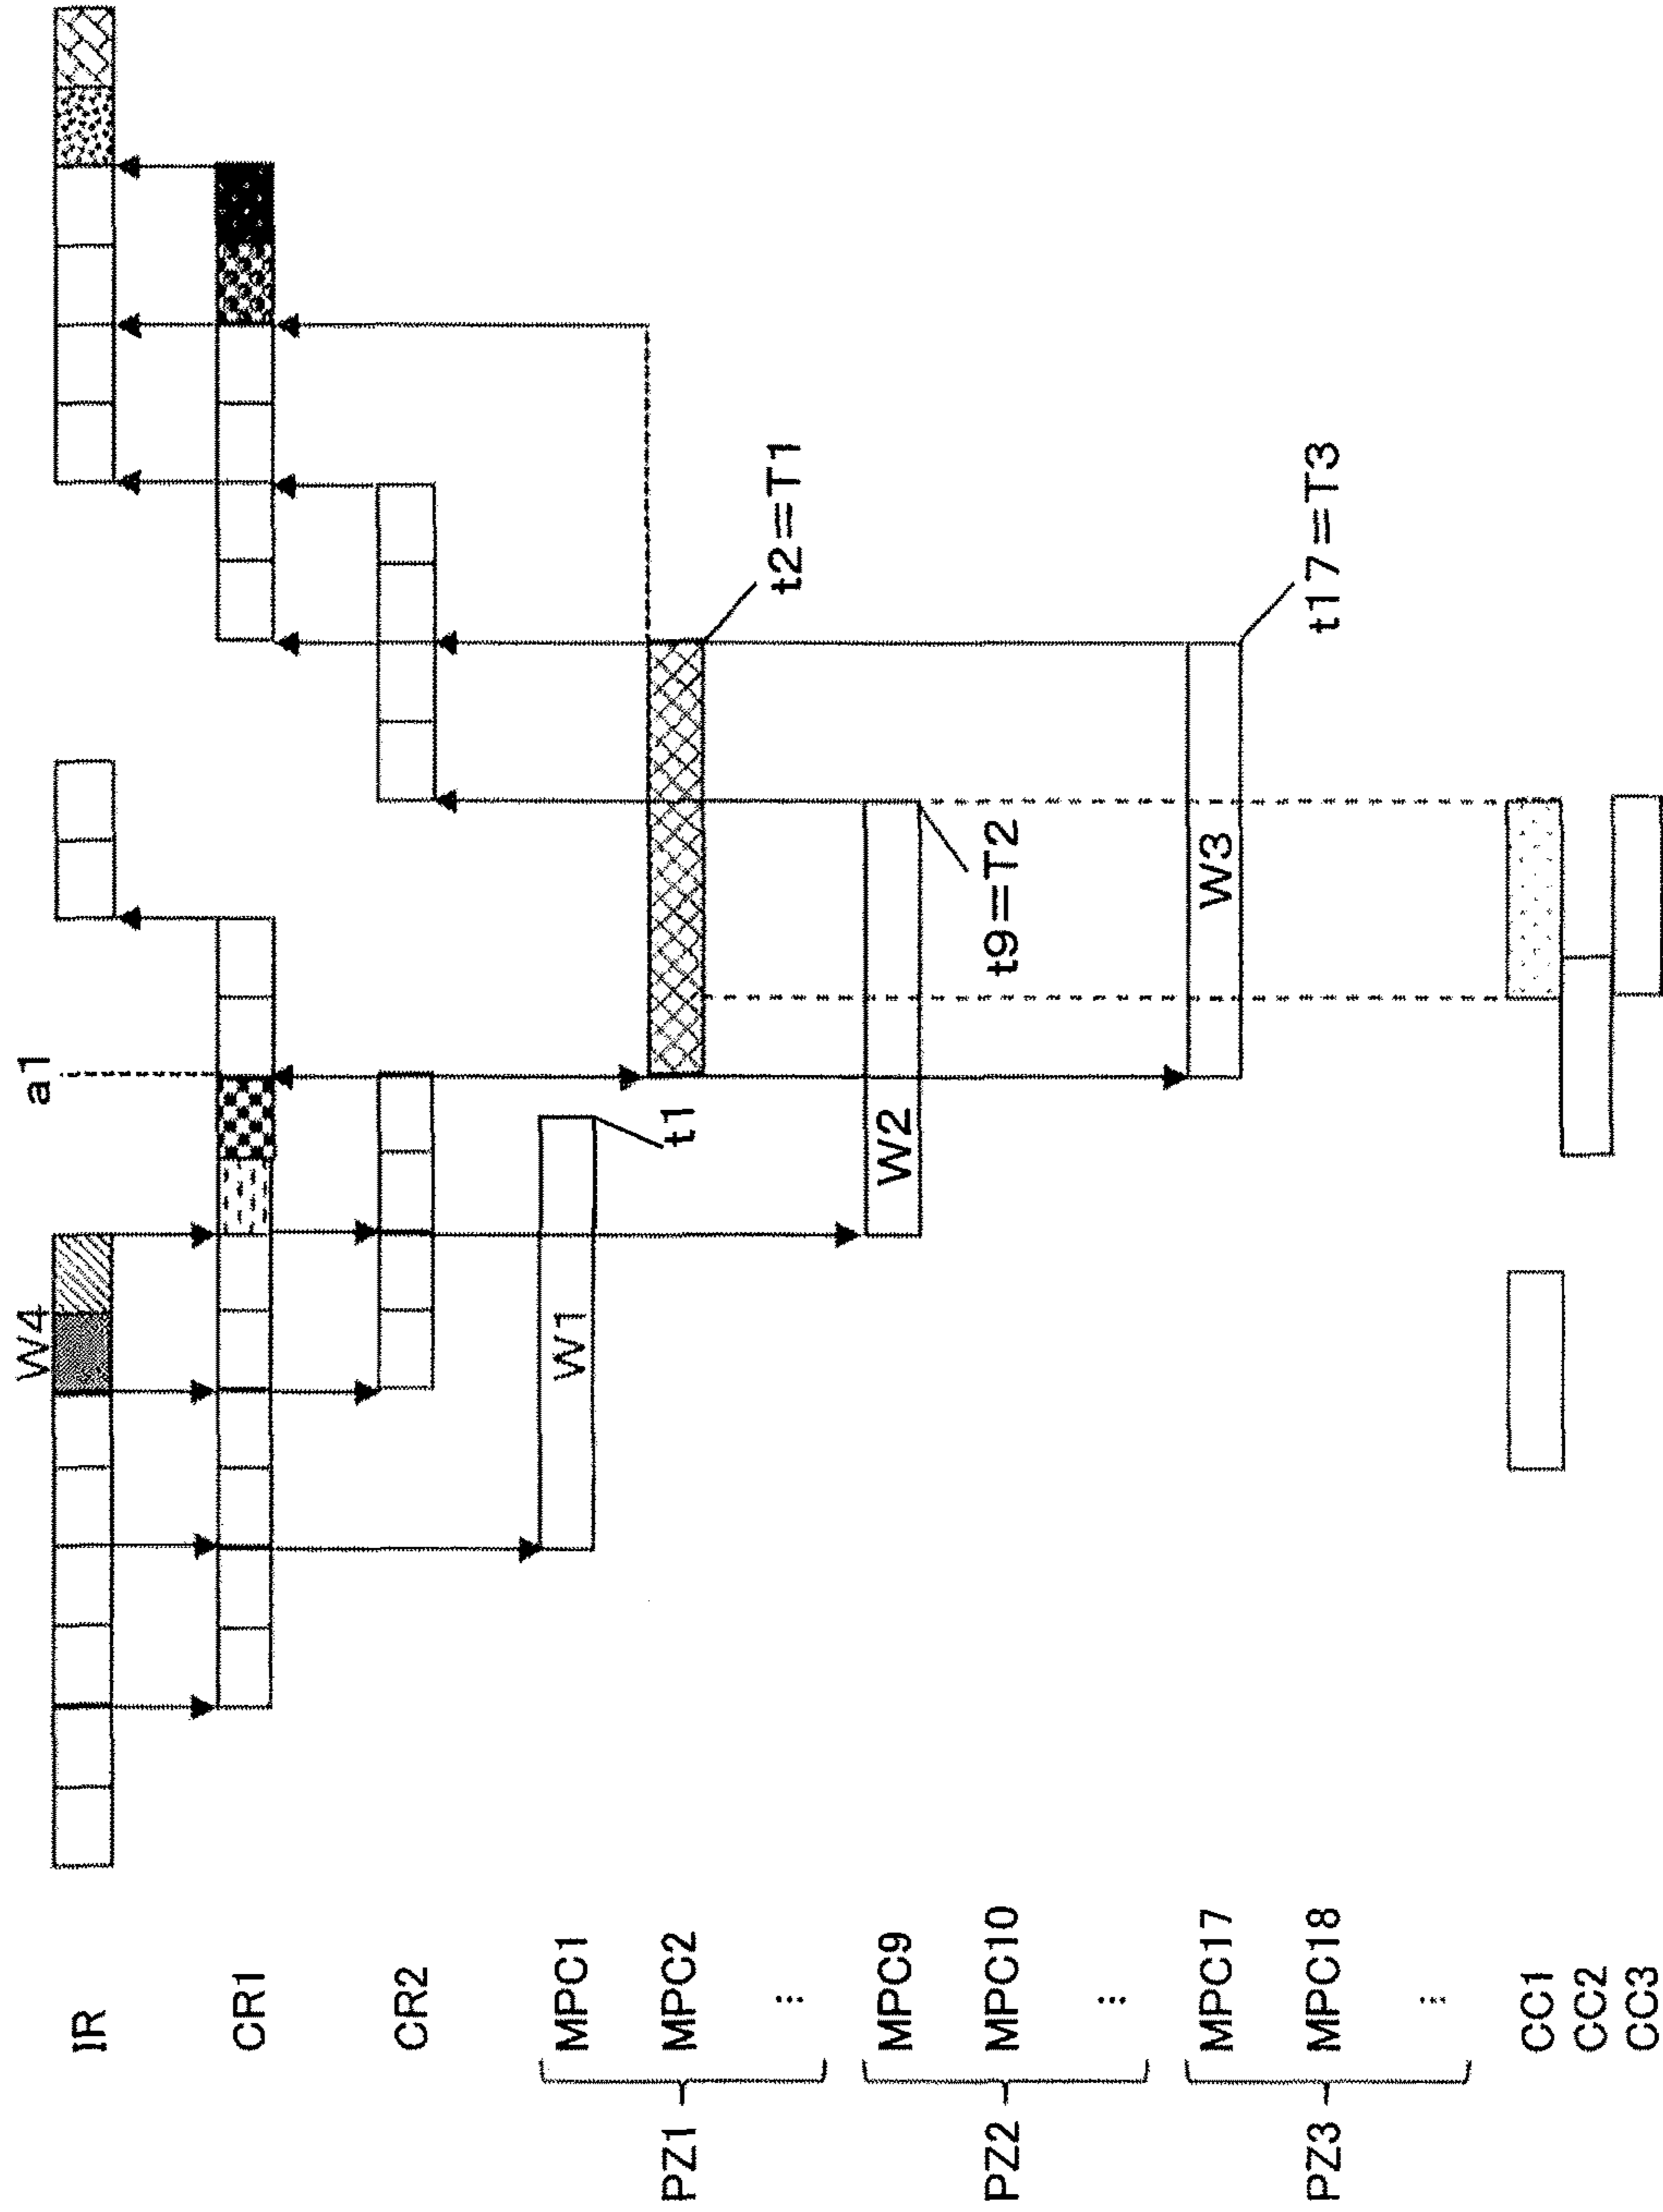 IR
W4
a1
CR1
CR2
PZ1
MPC1
W1
t1
MPC2
t2=T1
⋮
PZ2
MPC9
W2
t9=T2
MPC10
⋮
PZ3
MPC17
W3
t17=T3
MPC18
⋮
CC1
CC2
CC3